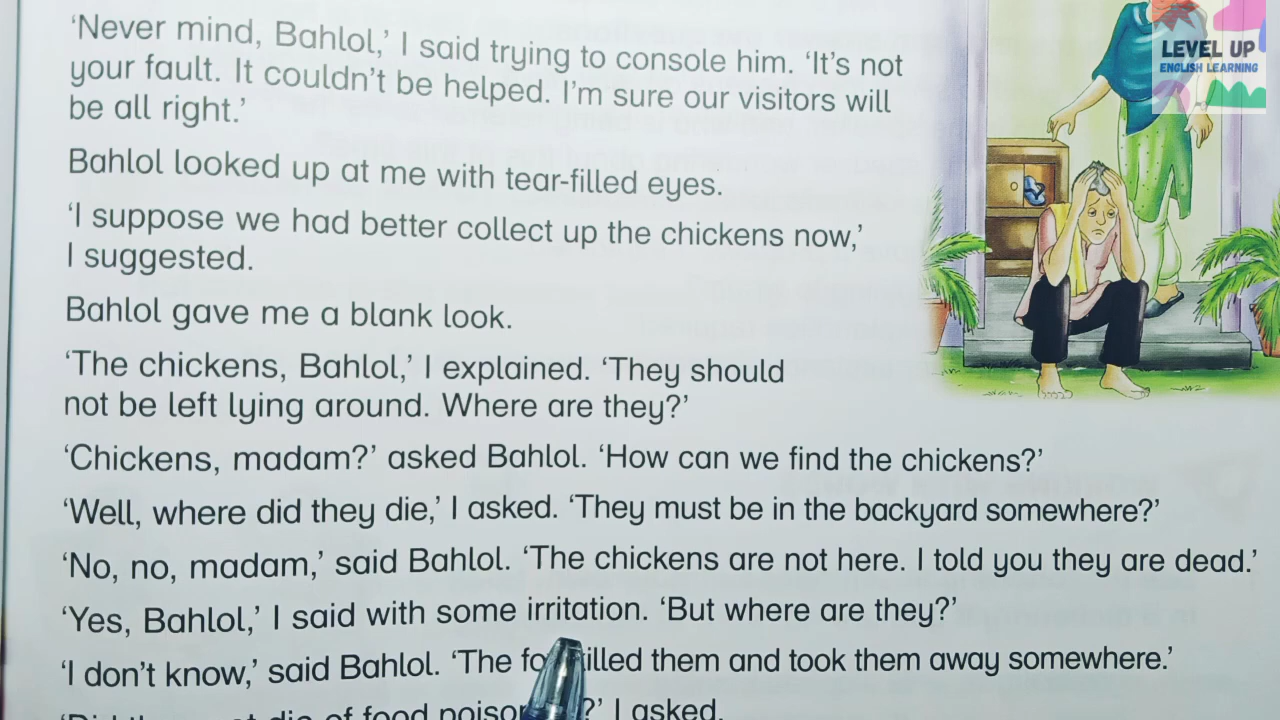 ‘Never mind, Bahlol,’ I said trying to console him. ‘It’s not
your fault. It couldn’t be helped. I’m sure our visitors will
be all right.’
Bahlol looked up at me with tear-filled eyes.
‘I suppose we had better collect up the chickens now,’
I suggested.
Bahlol gave me a blank look.
‘The chickens, Bahlol,’ I explained. ‘They should
not be left lying around. Where are they?’
‘Chickens, madam?’ asked Bahlol. ‘How can we find the chickens?’
‘Well, where did they die,’ I asked. ‘They must be in the backyard somewhere?’
‘No, no, madam,’ said Bahlol. ‘The chickens are not here. I told you they are dead.’
‘Yes, Bahlol,’ I said with some irritation. ‘But where are they?’
‘I don’t know,’ said Bahlol. ‘The them and took them away somewhere.’
die of food ?’ I asked.
LEVEL UP
ENGLISH LEARNING